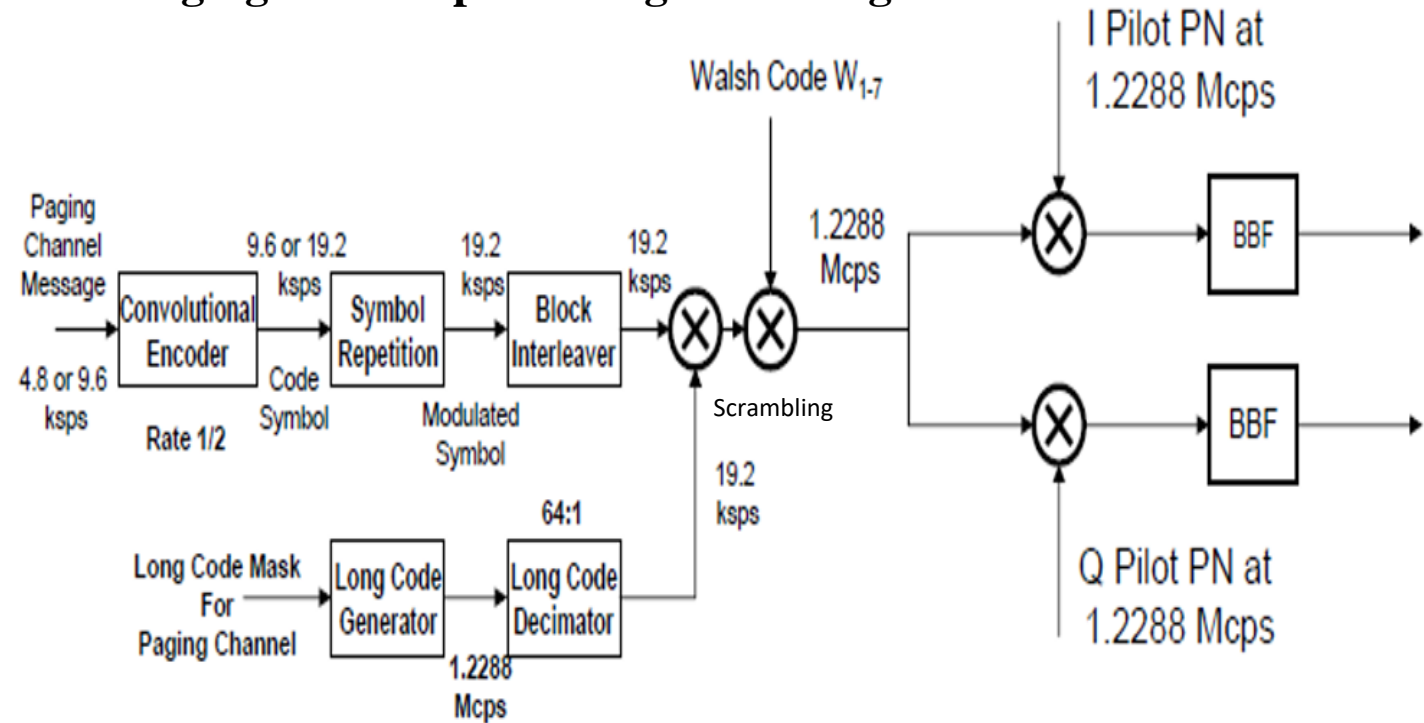 I Pilot PN at
1.2288 Mcps
Walsh Code W1-7
Paging
Channel
Message
4.8 or 9.6
ksps
Convolutional
Encoder
Rate 1/2
9.6 or 19.2
ksps
Code
Symbol
Symbol
Repetition
19.2
ksps
Modulated
Symbol
Block
Interleaver
19.2
ksps
Scrambling
19.2
ksps
1.2288
Mcps
BBF
BBF
64:1
Long Code Mask
For
Paging Channel
Long Code
Generator
1.2288
Mcps
Long Code
Decimator
Q Pilot PN at
1.2288 Mcps